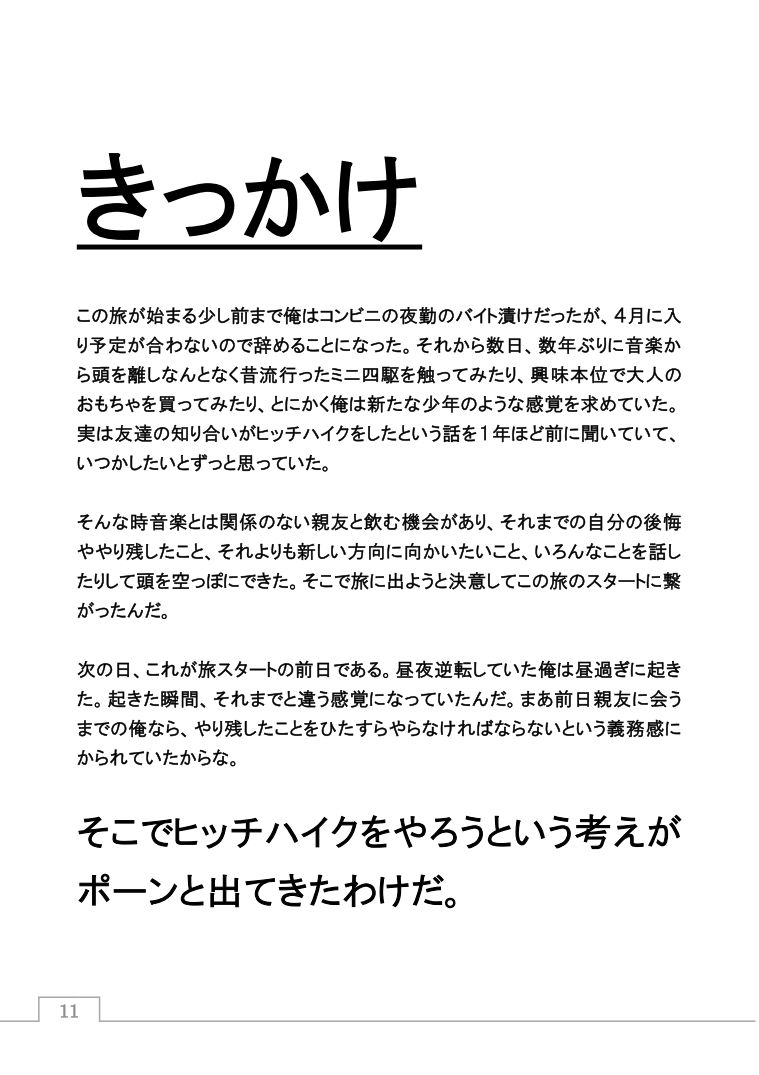 きっかけ
この旅が始まる少し前まで俺はコンビニの夜勤のバイト漬けだったが、４月に入
り予定が合わないので辞めることになった。それから数日、数年ぶりに音楽か
ら頭を離しなんとなく昔流行ったミニ四駆を触ってみたり、興味本位で大人の
おもちゃを買ってみたり、とにかく俺は新たな少年のような感覚を求めていた。
実は友達の知り合いがヒッチハイクをしたという話を１年ほど前に聞いていて、
いつかしたいとずっと思っていた。
そんな時音楽とは関係のない親友と飲む機会があり、それまでの自分の後悔
ややり残したこと、それよりも新しい方向に向かいたいこと、いろんなことを話し
たりして頭を空っぽにできた。そこで旅に出ようと決意してこの旅のスタートに繋
がったんだ。
次の日、これが旅スタートの前日である。昼夜逆転していた俺は昼過ぎに起き
た。起きた瞬間、それまでと違う感覚になっていたんだ。まあ前日親友に会う
までの俺なら、やり残したことをひたすらやらなければならないという義務感に
かられていたからな。
そこでヒッチハイクをやろうという考えが
ポーンと出てきたわけだ。
11